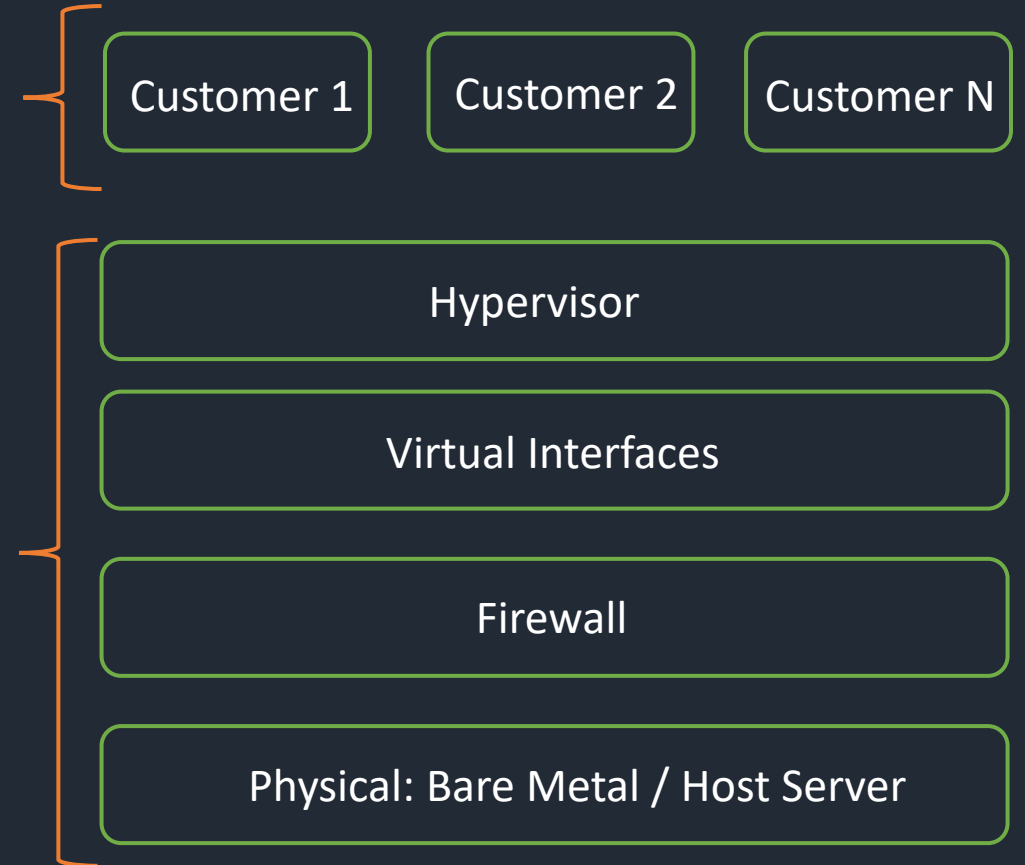 Customer 1
Customer 2
Customer N
Hypervisor
Virtual Interfaces
Firewall
Physical: Bare Metal / Host Server